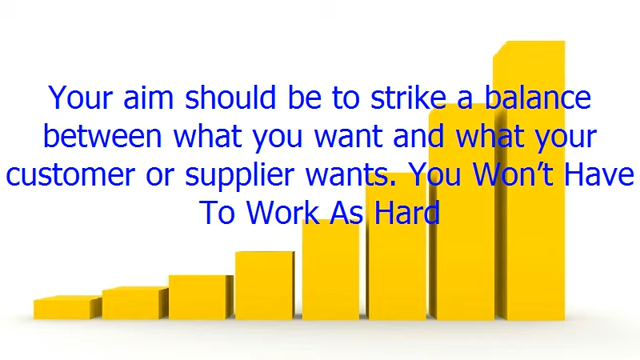 Your aim should be to strike a balance
between what you want and what your
customer or supplier wants. You Won’t Have
To Work As Hard